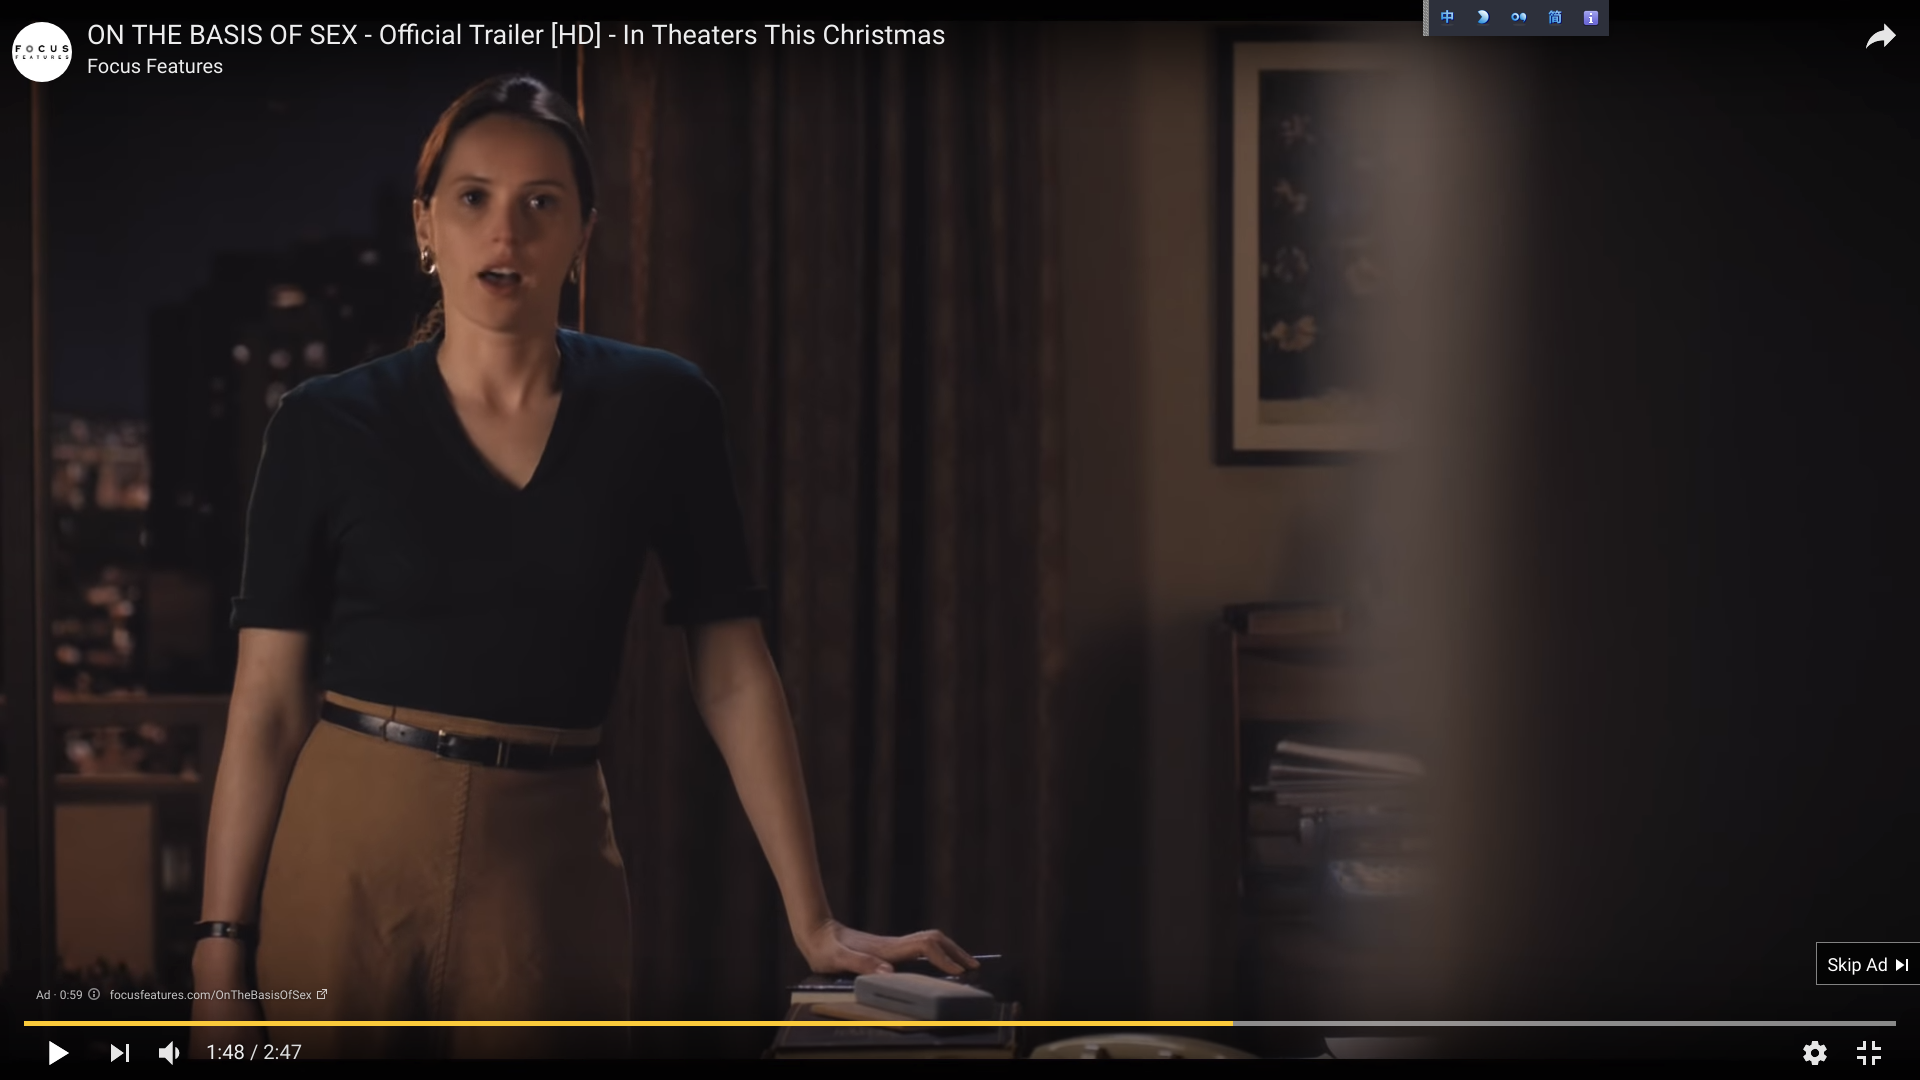 FOCUS
FEATURES
ON THE BASIS OF SEX - Official Trailer [HD] - In Theaters This Christmas
Focus Features
中 简 i
Skip Ad
Ad · 0:59 focusfeatures.com/OnTheBasisOfSex
1:48 / 2:47